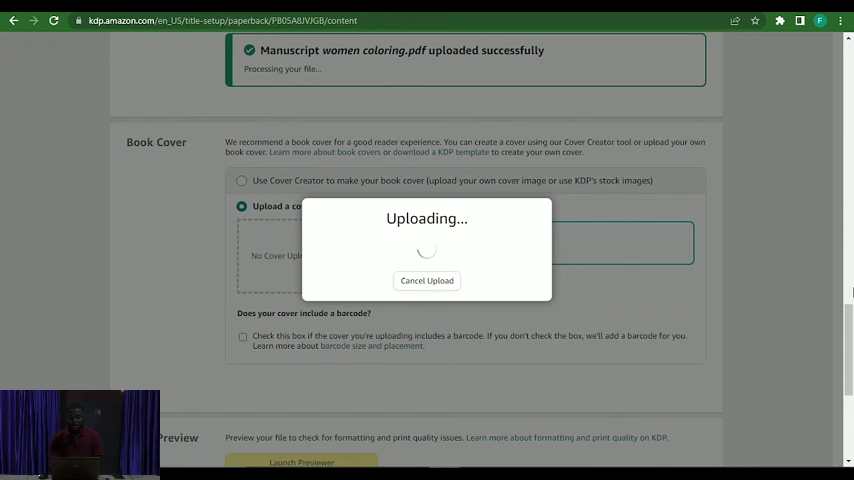 kdp.amazon.com/en_US/title-setup/paperback/PB05A8JVJGB/content
F
Manuscript women coloring.pdf uploaded successfully
Processing your file...
Book Cover
We recommend a book cover for a good reader experience. You can create a cover using our Cover Creator tool or upload your own
book cover. Learn more about book covers or download a KDP template to create your own cover.
Use Cover Creator to make your book cover (upload your own cover image or use KDP's stock images)
Upload a co
Uploading...
No Cover Uplo
Cancel Upload
Does your cover include a barcode?
Check this box if the cover you're uploading includes a barcode. If you don't check the box, we'll add a barcode for you.
Learn more about barcode size and placement.
Preview
Preview your file to check for formatting and print quality issues. Learn more about formatting and print quality on KDP.
Launch Previewer